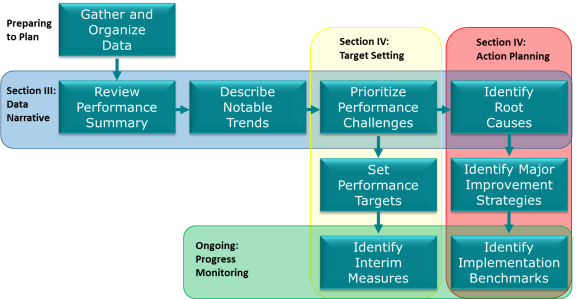 Preparing
to Plan
Gather and
Organize
Data
Section IV:
Target Setting
Section IV:
Action Planning
Section III:
Data
Narrative
Review
Performance
Summary
Describe
Notable
Trends
Prioritize
Performance
Challenges
Identify
Root
Causes
Set
Performance
Targets
Identify Major
Improvement
Strategies
Ongoing:
Progress
Monitoring
Identify
Interim
Measures
Identify
Implementation
Benchmarks